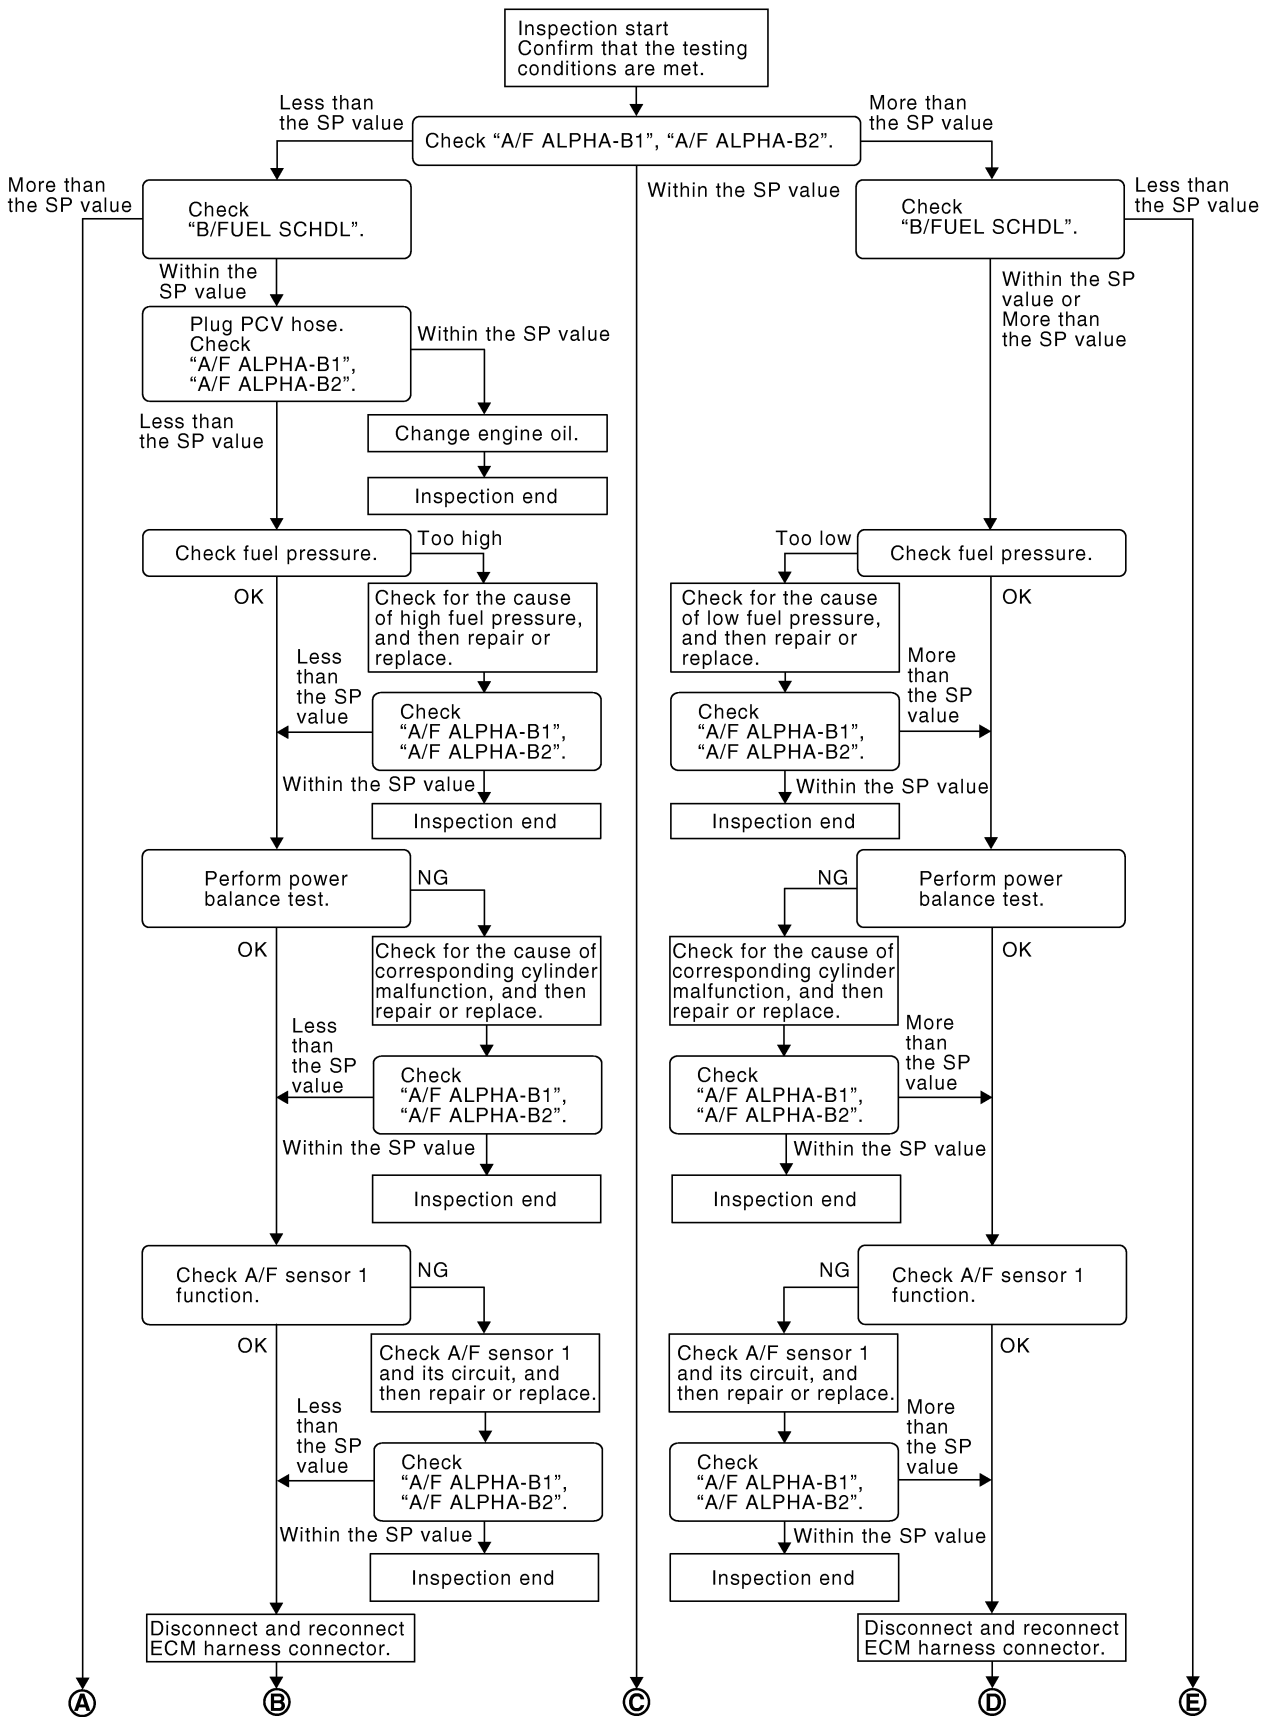 Inspection start
Confirm that the testing
conditions are met.
Less than
the SP value
More than
the SP value
Check “A/F ALPHA-B1”, “A/F ALPHA-B2”.
More than
the SP value
Check
“B/FUEL SCHDL”.
Within the SP value
Check
“B/FUEL SCHDL”.
Less than
the SP value
Within the
SP value
Within the SP
value or
More than
the SP value
Plug PCV hose.
Check
“A/F ALPHA-B1”,
“A/F ALPHA-B2”.
Within the SP value
Less than
the SP value
Change engine oil.
Inspection end
Check fuel pressure.
Too high
Too low
Check fuel pressure.
OK
Check for the cause
of high fuel pressure,
and then repair or
replace.
Check for the cause
of low fuel pressure,
and then repair or
replace.
OK
Less
than
the SP
value
Check
“A/F ALPHA-B1”,
“A/F ALPHA-B2”.
Check
“A/F ALPHA-B1”,
“A/F ALPHA-B2”.
More
than
the SP
value
Within the SP value
Within the SP value
Inspection end
Inspection end
Perform power
balance test.
NG
NG
Perform power
balance test.
OK
Check for the cause of
corresponding cylinder
malfunction, and then
repair or replace.
Check for the cause of
corresponding cylinder
malfunction, and then
repair or replace.
OK
Less
than
the SP
value
Check
“A/F ALPHA-B1”,
“A/F ALPHA-B2”.
Check
“A/F ALPHA-B1”,
“A/F ALPHA-B2”.
More
than
the SP
value
Within the SP value
Within the SP value
Inspection end
Inspection end
Check A/F sensor 1
function.
NG
NG
Check A/F sensor 1
function.
OK
Check A/F sensor 1
and its circuit, and
then repair or replace.
Check A/F sensor 1
and its circuit, and
then repair or replace.
OK
Less
than
the SP
value
Check
“A/F ALPHA-B1”,
“A/F ALPHA-B2”.
Check
“A/F ALPHA-B1”,
“A/F ALPHA-B2”.
More
than
the SP
value
Within the SP value
Within the SP value
Inspection end
Inspection end
Disconnect and reconnect
ECM harness connector.
Disconnect and reconnect
ECM harness connector.
A
B
C
D
E